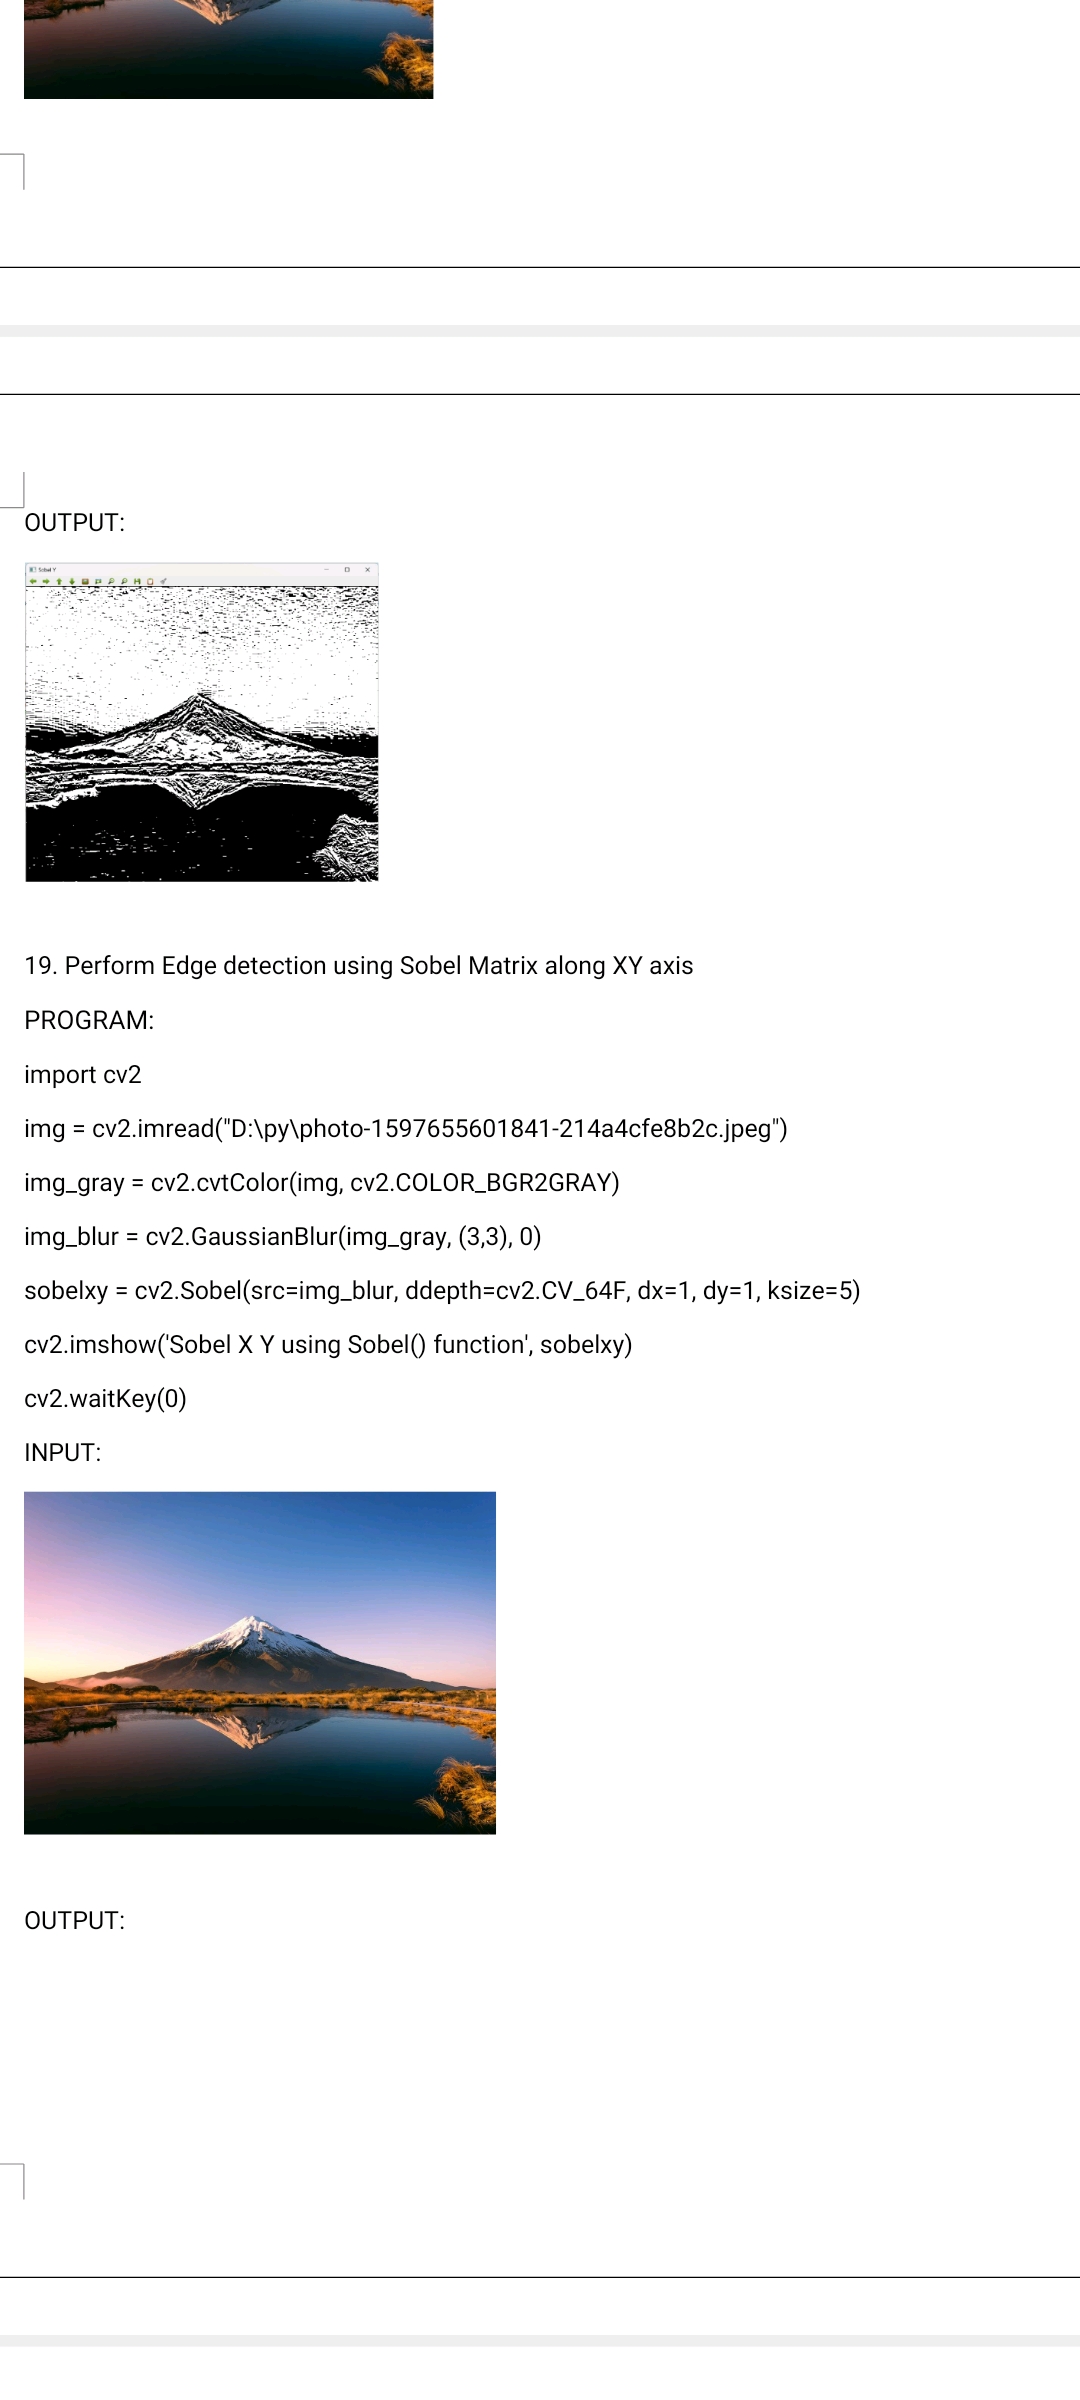 OUTPUT:
Sobel Y
19. Perform Edge detection using Sobel Matrix along XY axis
PROGRAM:
import cv2
img = cv2.imread("D:\py\photo-1597655601841-214a4cfe8b2c.jpeg")
img_gray = cv2.cvtColor(img, cv2.COLOR_BGR2GRAY)
img_blur = cv2.GaussianBlur(img_gray, (3,3), 0)
sobelxy = cv2.Sobel(src=img_blur, ddepth=cv2.CV_64F, dx=1, dy=1, ksize=5)
cv2.imshow('Sobel X Y using Sobel() function', sobelxy)
cv2.waitKey(0)
INPUT:
OUTPUT: